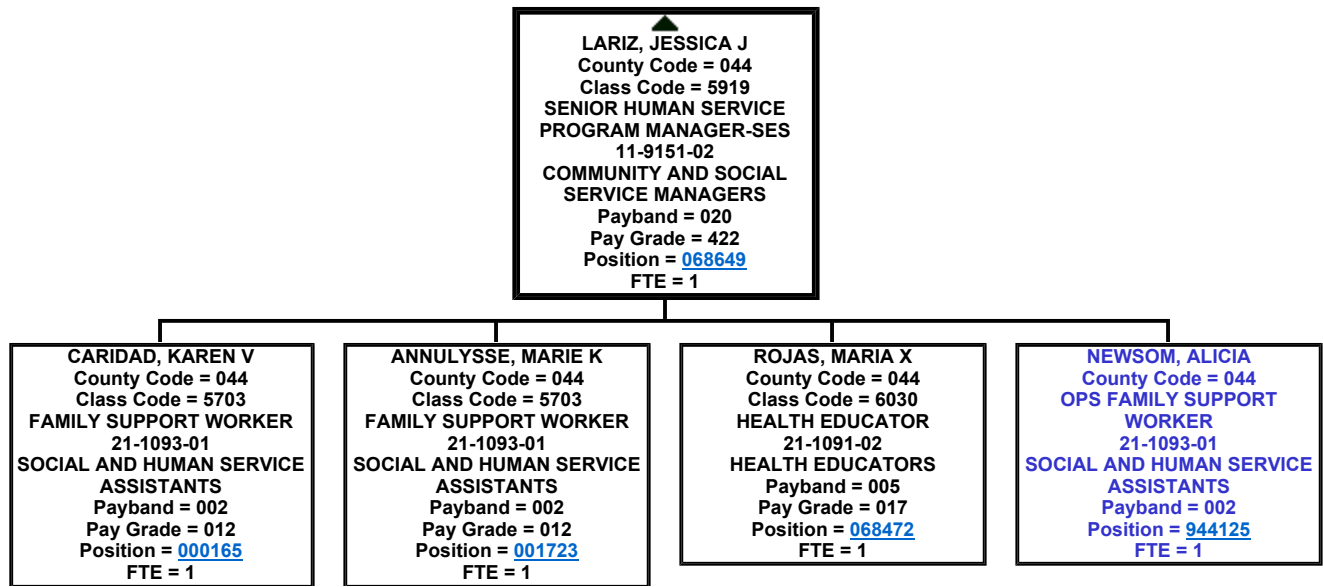 LARIZ, JESSICA J
County Code = 044
Class Code = 5919
SENIOR HUMAN SERVICE
PROGRAM MANAGER-SES
11-9151-02
COMMUNITY AND SOCIAL
SERVICE MANAGERS
Payband = 020
Pay Grade = 422
Position = 068649
FTE = 1
CARIDAD, KAREN V
County Code = 044
Class Code = 5703
FAMILY SUPPORT WORKER
21-1093-01
SOCIAL AND HUMAN SERVICE
ASSISTANTS
Payband = 002
Pay Grade = 012
Position = 000165
FTE = 1
ANNULYSSE, MARIE K
County Code = 044
Class Code = 5703
FAMILY SUPPORT WORKER
21-1093-01
SOCIAL AND HUMAN SERVICE
ASSISTANTS
Payband = 002
Pay Grade = 012
Position = 001723
FTE = 1
ROJAS, MARIA X
County Code = 044
Class Code = 6030
HEALTH EDUCATOR
21-1091-02
HEALTH EDUCATORS
Payband = 005
Pay Grade = 017
Position = 068472
FTE = 1
NEWSOM, ALICIA
County Code = 044
OPS FAMILY SUPPORT
WORKER
21-1093-01
SOCIAL AND HUMAN SERVICE
ASSISTANTS
Payband = 002
Position = 944125
FTE = 1